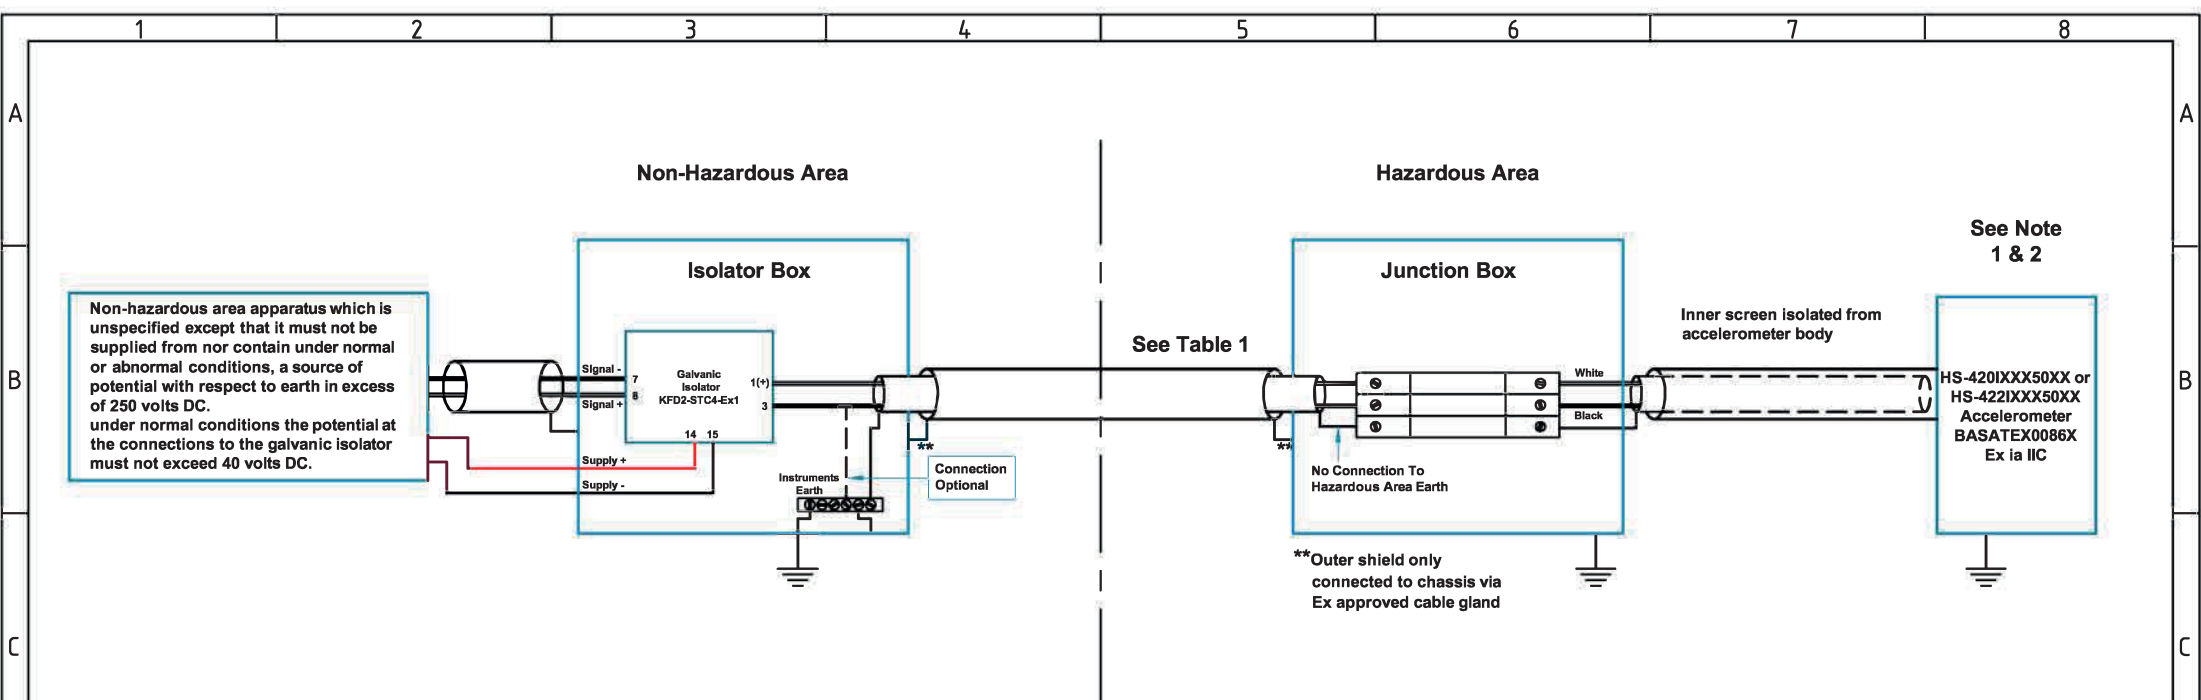 1 2 3 4 5 6 7 8
A A
Non-Hazardous Area
Hazardous Area
See Note
1 & 2
Isolator Box
Junction Box
Non-hazardous area apparatus which is
unspecified except that it must not be
supplied from nor contain under normal
or abnormal conditions, a source of
potential with respect to earth in excess
of 250 volts DC.
under normal conditions the potential at
the connections to the galvanic isolator
must not exceed 40 volts DC.
Signal -
Signal +
7
8
Galvanic
Isolator
KFD2-STC4-Ex1
1(+)
3
14 15
Supply +
Supply -
Instruments
Earth
**
Connection
Optional
See Table 1
**
White
Black
No Connection To
Hazardous Area Earth
**Outer shield only
connected to chassis via
Ex approved cable gland
Inner screen isolated from
accelerometer body
HS-420IXXX50XX or
HS-422IXXX50XX
Accelerometer
BASATEX0086X
Ex ia IIC
B B
C C